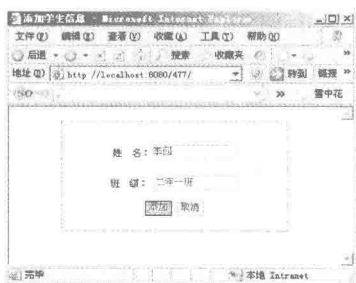 添加学生信息 - Microsoft Internet Explorer
文件(F) 编辑(E) 查看(V) 收藏(A) 工具(T) 帮助(H)
后退 搜索 收藏夹 »
地址(D) http://localhost:8080/477/ 转到 链接 »
» 雪中花
姓 名: 李四
班 级: 二年一班
添加 取消
完毕 本地 Intranet